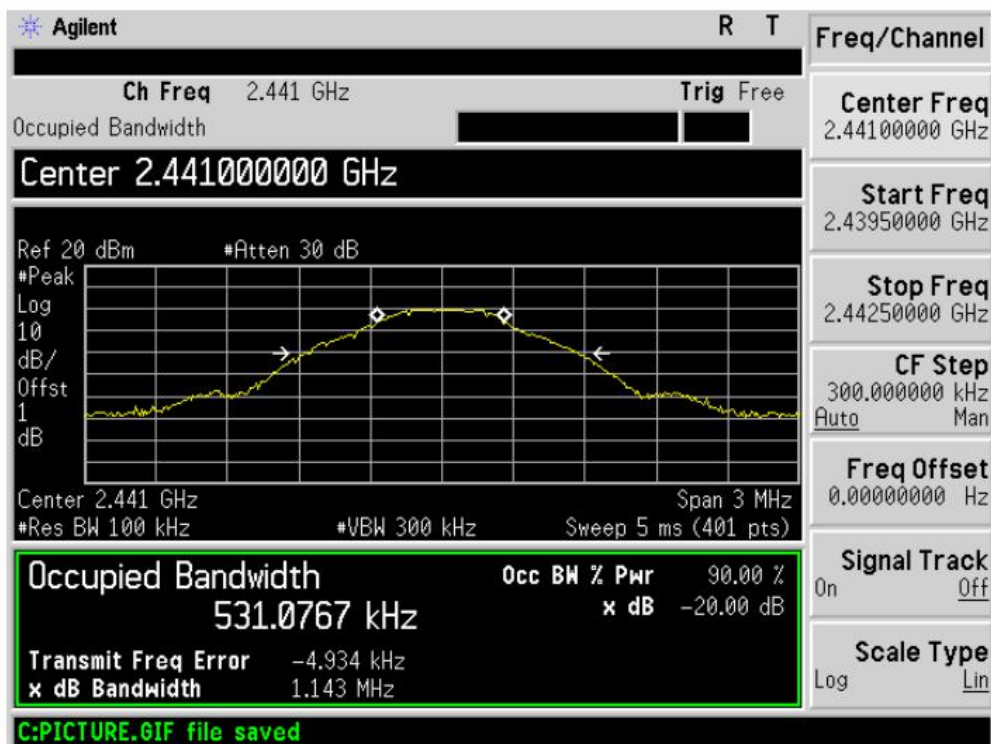 Agilent
R T
Ch Freq 2.441 GHz
Trig Free
Occupied Bandwidth
Center 2.441000000 GHz
Ref 20 dBm
#Atten 30 dB
#Peak
Log
10
dB/
Offst
1
dB
Center 2.441 GHz
Span 3 MHz
#Res BW 100 kHz
#VBW 300 kHz
Sweep 5 ms (401 pts)
Occupied Bandwidth
531.0767 kHz
Occ BW % Pwr 90.00 %
x dB -20.00 dB
Transmit Freq Error -4.934 kHz
x dB Bandwidth 1.143 MHz
C:PICTURE.GIF file saved
Freq/Channel
Center Freq
2.44100000 GHz
Start Freq
2.43950000 GHz
Stop Freq
2.44250000 GHz
CF Step
300.000000 kHz
Auto Man
Freq Offset
0.00000000 Hz
Signal Track
On Off
Scale Type
Log Lin